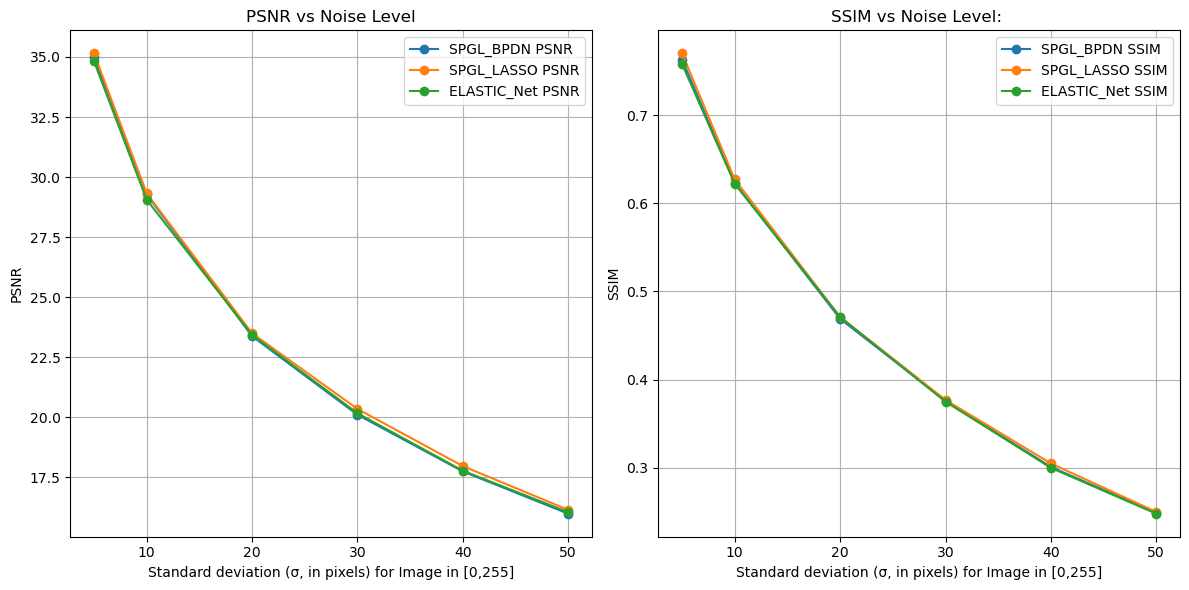 PSNR vs Noise Level
SPGL_BPDN PSNR
SPGL_LASSO PSNR
ELASTIC_Net PSNR
35.0
32.5
30.0
27.5
25.0
22.5
20.0
17.5
PSNR
10 20 30 40 50
Standard deviation (σ, in pixels) for Image in [0,255]
SSIM vs Noise Level:
SPGL_BPDN SSIM
SPGL_LASSO SSIM
ELASTIC_Net SSIM
0.7
0.6
0.5
0.4
0.3
SSIM
10 20 30 40 50
Standard deviation (σ, in pixels) for Image in [0,255]